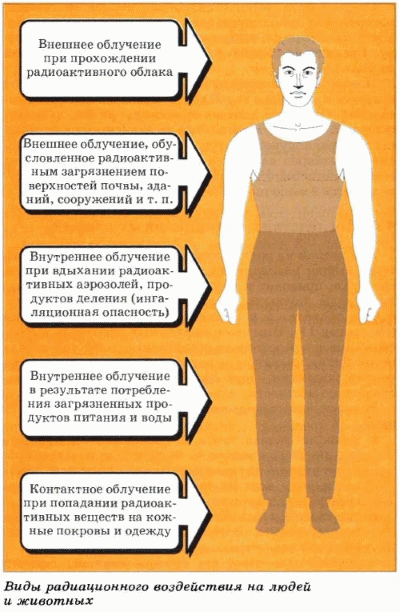 Внешнее облучение
при прохождении
радиоактивного облака
Внешнее облучение, обу-
словленное радиоактив-
ным загрязнением по-
верхностей почвы, зда-
ний, сооружений и т. п.
Внутреннее облучение
при вдыхании радиоак-
тивных аэрозолей, про-
дуктов деления (инга-
ляционная опасность)
Внутреннее облучение
в результате потребле-
ния загрязненных про-
дуктов питания и воды
Контактное облучение
при попадании радиоак-
тивных веществ на кож-
ные покровы и одежду
Виды радиационного воздействия на людей
и животных